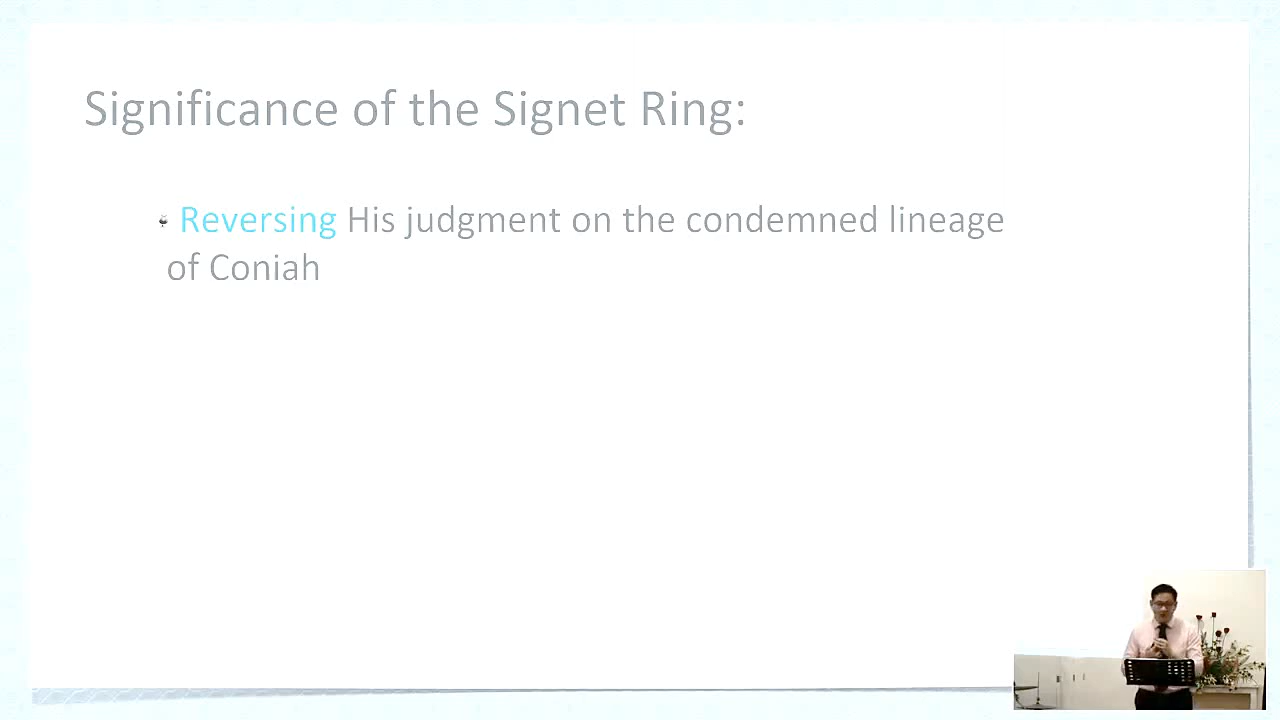 Significance of the Signet Ring:
Reversing His judgment on the condemned lineage
of Coniah